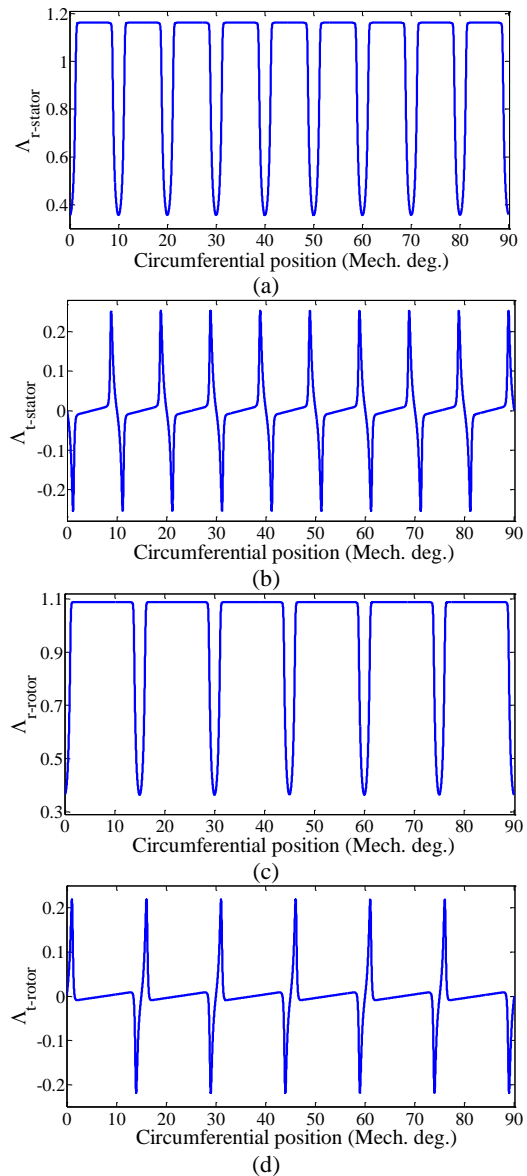 1.2
1
0.8
0.6
0.4
Λr-stator
0 10 20 30 40 50 60 70 80 90
Circumferential position (Mech. deg.)
(a)
0.2
0.1
0
-0.1
-0.2
Λt-stator
0 10 20 30 40 50 60 70 80 90
Circumferential position (Mech. deg.)
(b)
1.1
0.9
0.7
0.5
0.3
Λr-rotor
0 10 20 30 40 50 60 70 80 90
Circumferential position (Mech. deg.)
(c)
0.2
0.1
0
-0.1
-0.2
Λt-rotor
0 10 20 30 40 50 60 70 80 90
Circumferential position (Mech. deg.)
(d)